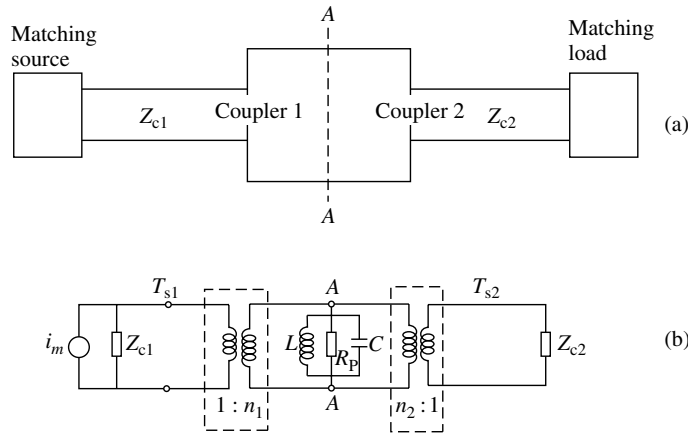 A
A
Matching
source
Matching
load
Z_c1
Coupler 1
Coupler 2
Z_c2
(a)
A
A
T_s1
A
T_s2
i_m
Z_c1
L
R_P
C
Z_c2
(b)
A
1 : n_1
n_2 : 1